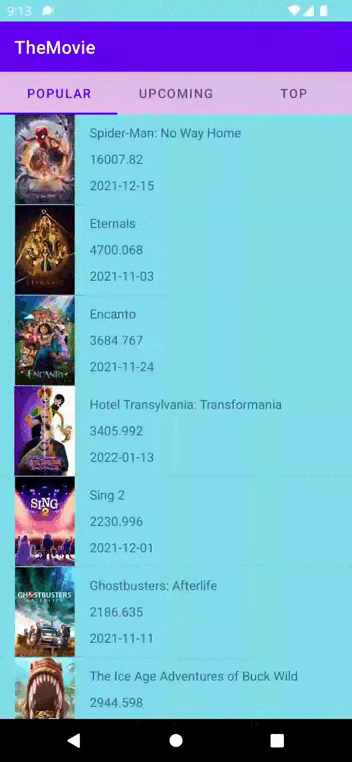 9:13
TheMovie
POPULAR UPCOMING TOP
Spider-Man: No Way Home
16007.82
2021-12-15
Eternals
4700.068
2021-11-03
ETERNALS
Encanto
3684.767
2021-11-24
ENCANTO
Hotel Transylvania: Transformania
3405.992
2022-01-13
Sing 2
2230.996
2021-12-01
SING
2
Ghostbusters: Afterlife
2186.635
2021-11-11
GHOSTBUSTERS
The Ice Age Adventures of Buck Wild
2944.598